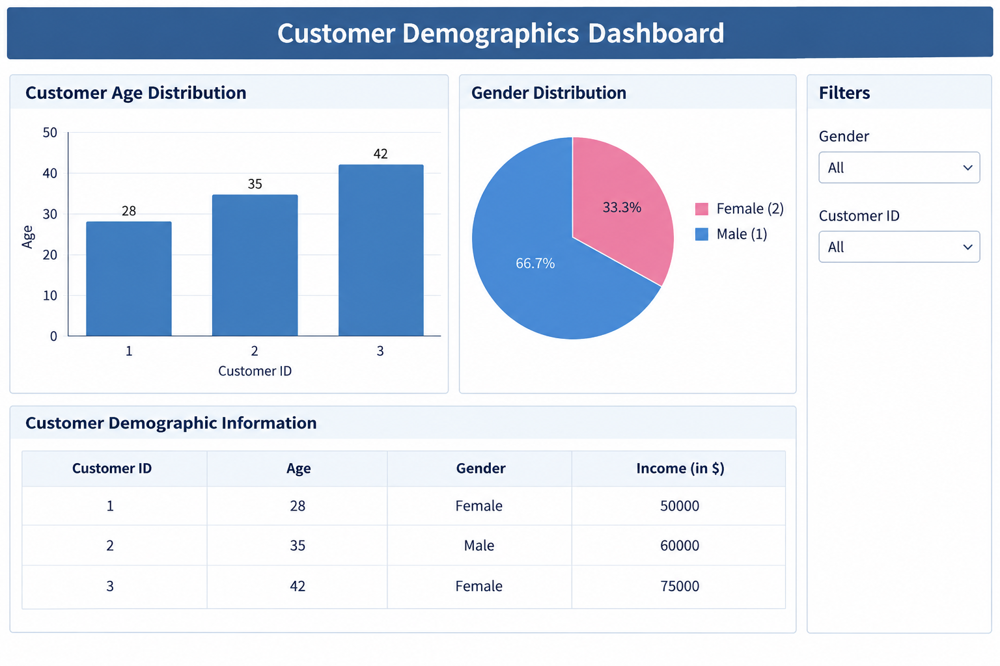 Customer Demographics Dashboard
Customer Age Distribution
50
40
30
20
10
0
Age
28
35
42
1
2
3
Customer ID
Gender Distribution
33.3%
66.7%
Female (2)
Male (1)
Filters
Gender
All
Customer ID
All
Customer Demographic Information
Customer ID Age Gender Income (in $)
1 28 Female 50000
2 35 Male 60000
3 42 Female 75000